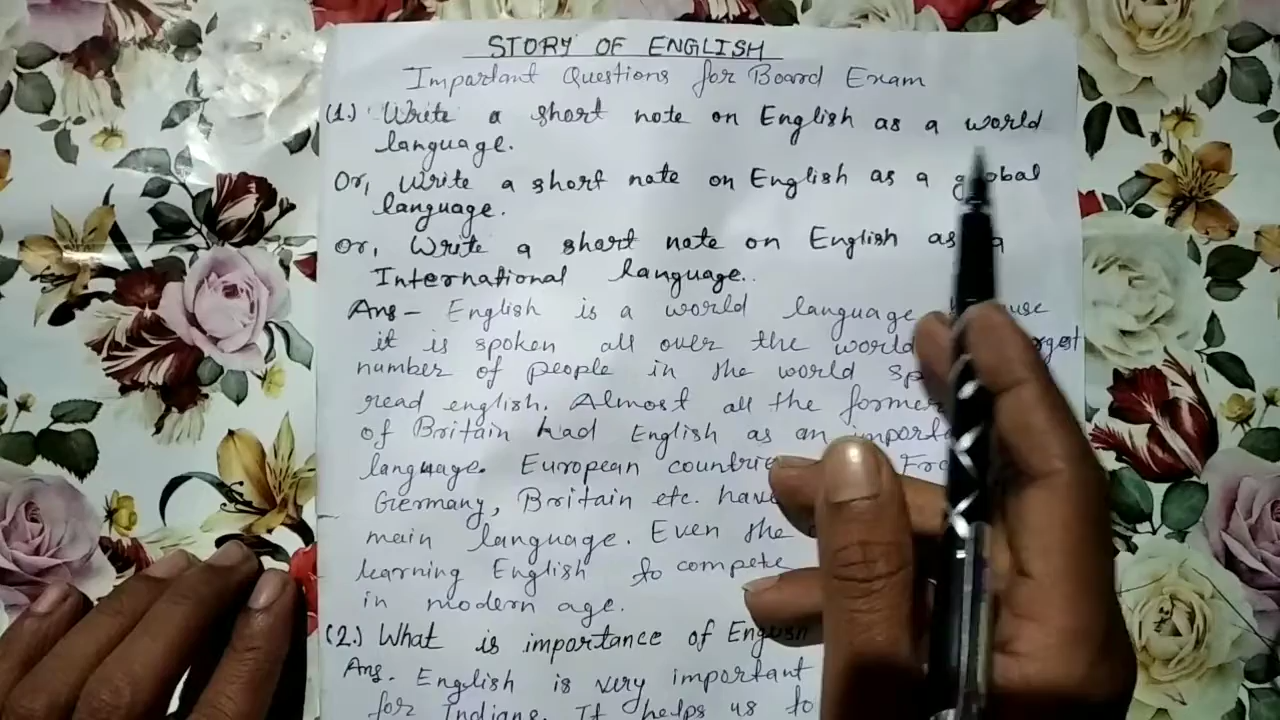 STORY OF ENGLISH
Important Questions for Board Exam
(1.) Write a short note on English as a world
language.
Or, Write a short note on English as a global
language.
Or, Write a short note on English as a
International language.
Ans- English is a world language
it is spoken all over the world
number of people in the world
read english. Almost all the former
of Britain had English as an
language. European
Germany, Britain etc. have
main language. Even the
learning English to compete
in modern age.
(2.) What is importance of English
Ans. English is very important
for Indians. It helps us to